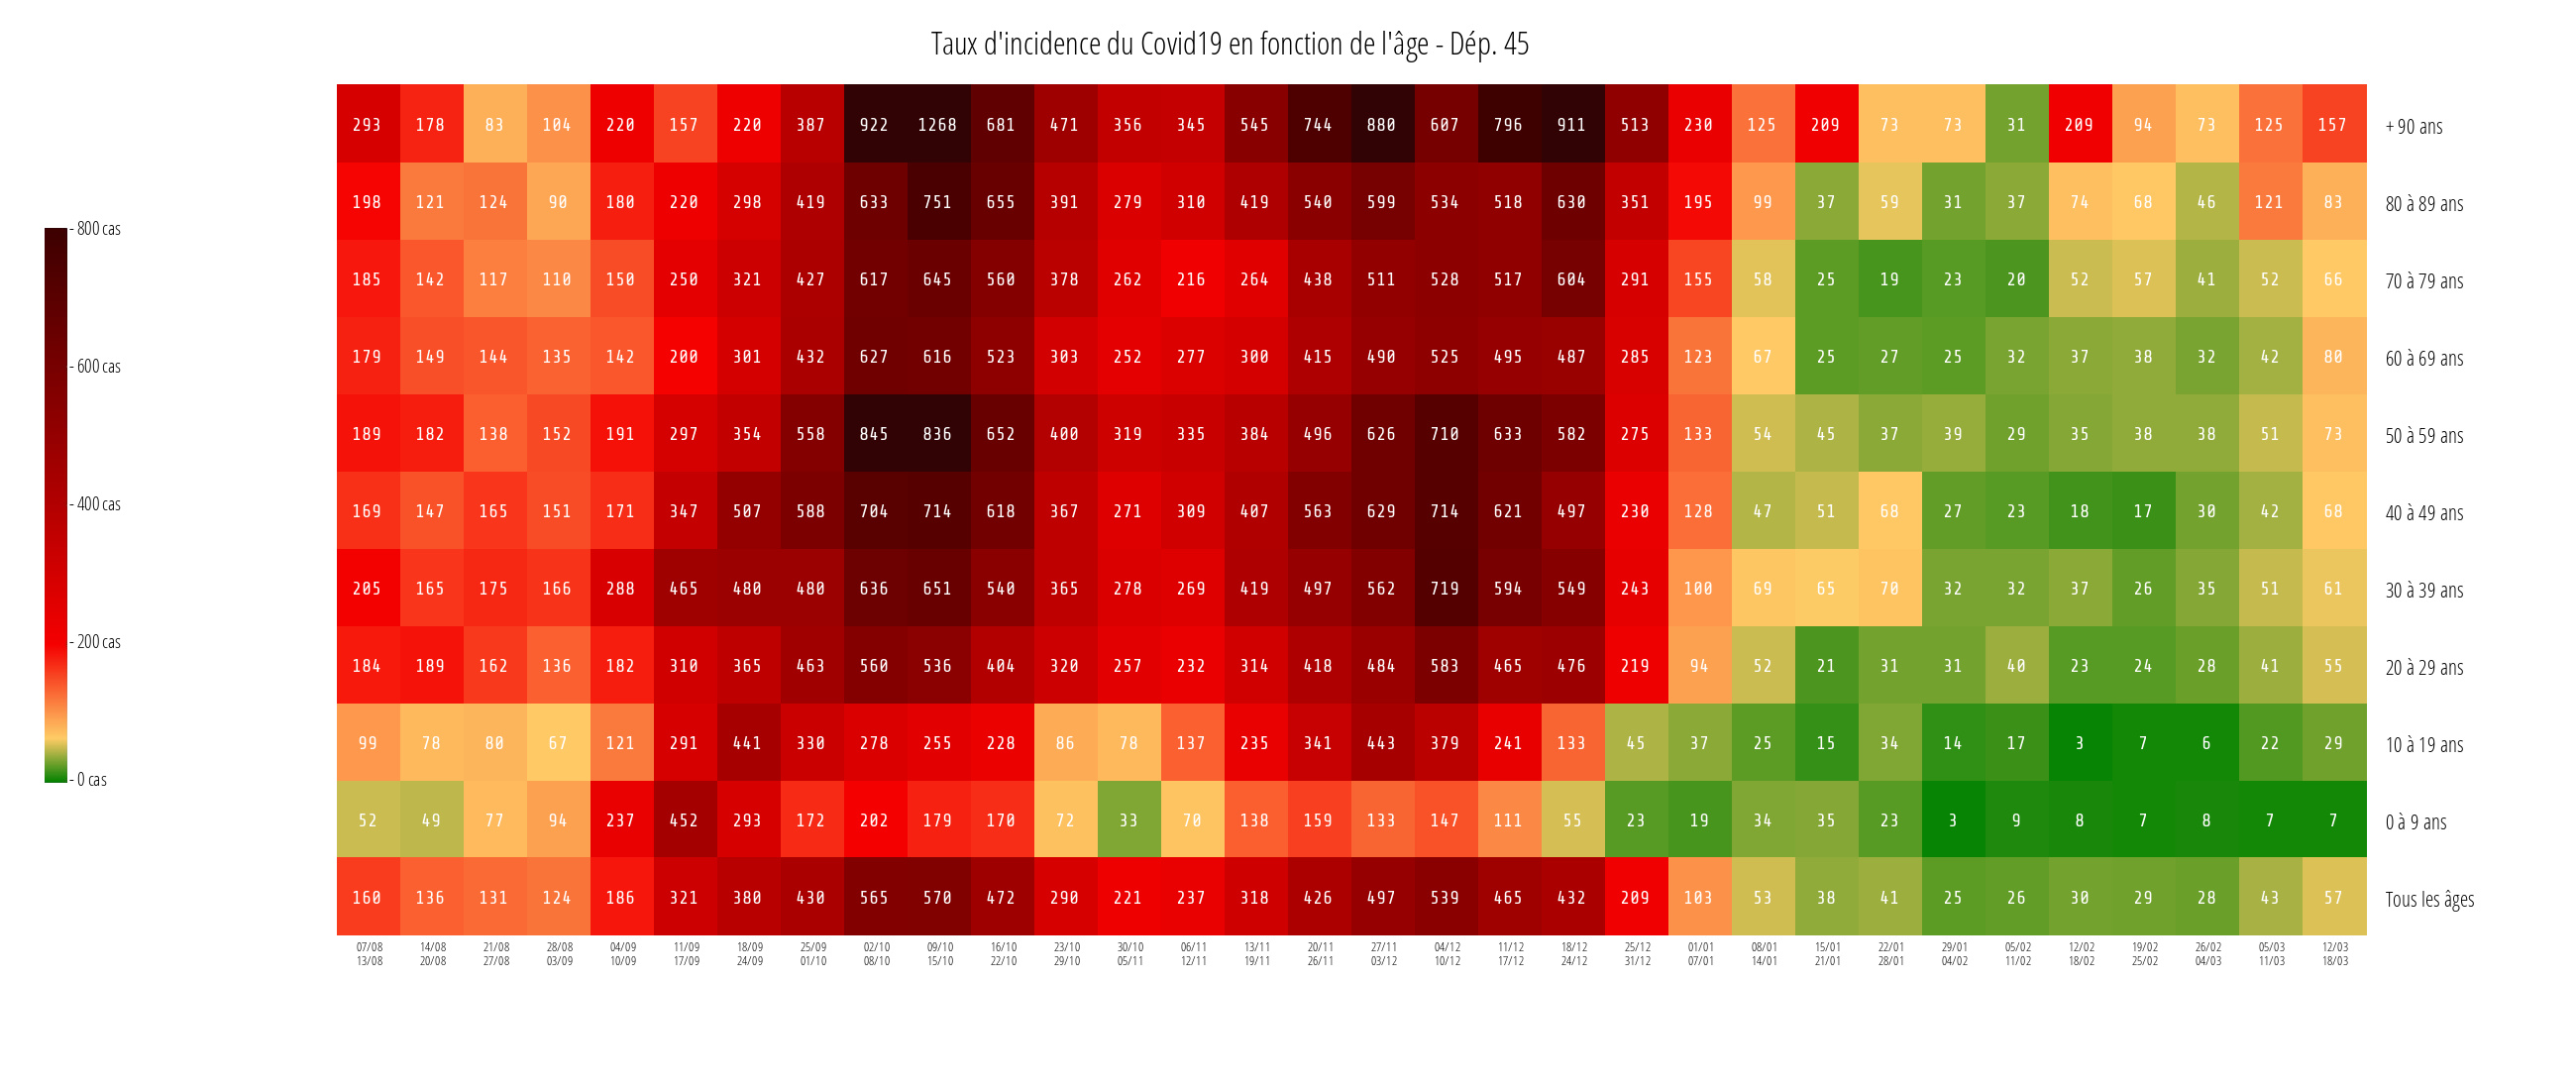 Taux d'incidence du Covid19 en fonction de l'âge - Dép. 45
- 800 cas
- 600 cas
- 400 cas
- 200 cas
- 0 cas
293 178 83 104 220 157 220 387 922 1268 681 471 356 345 545 744 880 607 796 911 513 230 125 209 73 73 31 209 94 73 125 157 + 90 ans
198 121 124 90 180 220 298 419 633 751 655 391 279 310 419 540 599 534 518 630 351 195 99 37 59 31 37 74 68 46 121 83 80 à 89 ans
185 142 117 110 150 250 321 427 617 645 560 378 262 216 264 438 511 528 517 604 291 155 58 25 19 23 20 52 57 41 52 66 70 à 79 ans
179 149 144 135 142 200 301 432 627 616 523 303 252 277 300 415 490 525 495 487 285 123 67 25 27 25 32 37 38 32 42 80 60 à 69 ans
189 182 138 152 191 297 354 558 845 836 652 400 319 335 384 496 626 710 633 582 275 133 54 45 37 39 29 35 38 38 51 73 50 à 59 ans
169 147 165 151 171 347 507 588 704 714 618 367 271 309 407 563 629 714 621 497 230 128 47 51 68 27 23 18 17 30 42 68 40 à 49 ans
205 165 175 166 288 465 480 480 636 651 540 365 278 269 419 497 562 719 594 549 243 100 69 65 70 32 32 37 26 35 51 61 30 à 39 ans
184 189 162 136 182 310 365 463 560 536 404 320 257 232 314 418 484 583 465 476 219 94 52 21 31 31 40 23 24 28 41 55 20 à 29 ans
99 78 80 67 121 291 441 330 278 255 228 86 78 137 235 341 443 379 241 133 45 37 25 15 34 14 17 3 7 6 22 29 10 à 19 ans
52 49 77 94 237 452 293 172 202 179 170 72 33 70 138 159 133 147 111 55 23 19 34 35 23 3 9 8 7 8 7 7 0 à 9 ans
160 136 131 124 186 321 380 430 565 570 472 290 221 237 318 426 497 539 465 432 209 103 53 38 41 25 26 30 29 28 43 57 Tous les âges
07/08 14/08 21/08 28/08 04/09 11/09 18/09 25/09 02/10 09/10 16/10 23/10 30/10 06/11 13/11 20/11 27/11 04/12 11/12 18/12 25/12 01/01 08/01 15/01 22/01 29/01 05/02 12/02 19/02 26/02 05/03 12/03
13/08 20/08 27/08 03/09 10/09 17/09 24/09 01/10 08/10 15/10 22/10 29/10 05/11 12/11 19/11 26/11 03/12 10/12 17/12 24/12 31/12 07/01 14/01 21/01 28/01 04/02 11/02 18/02 25/02 04/03 11/03 18/03